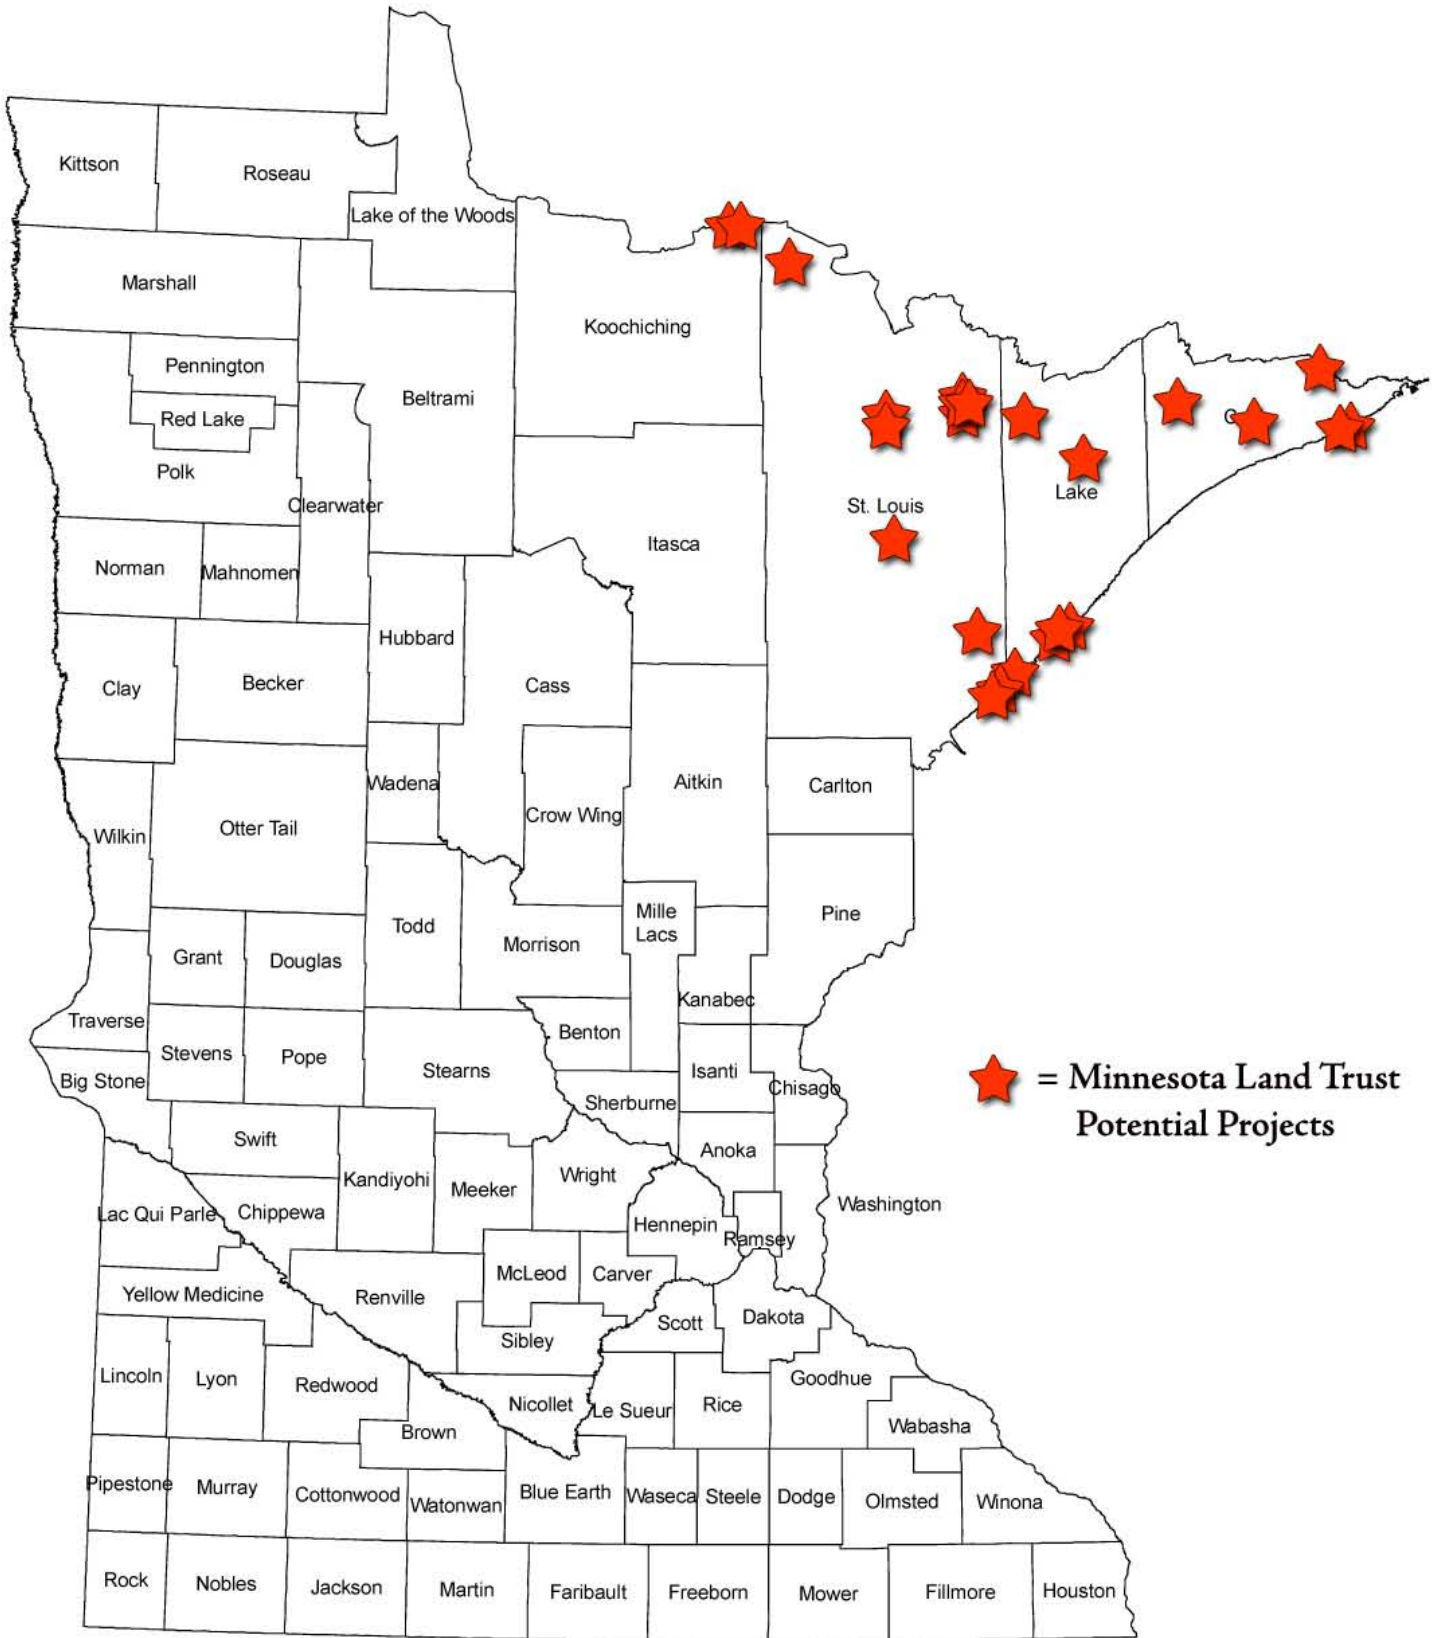 Kittson
Roseau
Lake of the Woods
Marshall
Koochiching
Pennington
Beltrami
Red Lake
Polk
Clearwater
St. Louis
Lake
Itasca
Norman
Mahnomen
Hubbard
Clay
Becker
Cass
Wadena
Aitkin
Carlton
Crow Wing
Otter Tail
Wilkin
Mille
Lacs
Pine
Todd
Morrison
Grant
Douglas
Kanabec
Traverse
Benton
Stevens
Pope
Stearns
Isanti
Big Stone
Chisago
Sherburne
= Minnesota Land Trust
Potential Projects
Swift
Anoka
Kandiyohi
Wright
Meeker
Washington
Lac Qui Parle
Chippewa
Hennepin
Ramsey
McLeod
Carver
Yellow Medicine
Renville
Scott
Dakota
Sibley
Lincoln
Lyon
Redwood
Goodhue
Nicollet
Le Sueur
Rice
Brown
Wabasha
Pipestone
Murray
Cottonwood
Watonwan
Blue Earth
Waseca
Steele
Dodge
Olmsted
Winona
Rock
Nobles
Jackson
Martin
Faribault
Freeborn
Mower
Fillmore
Houston